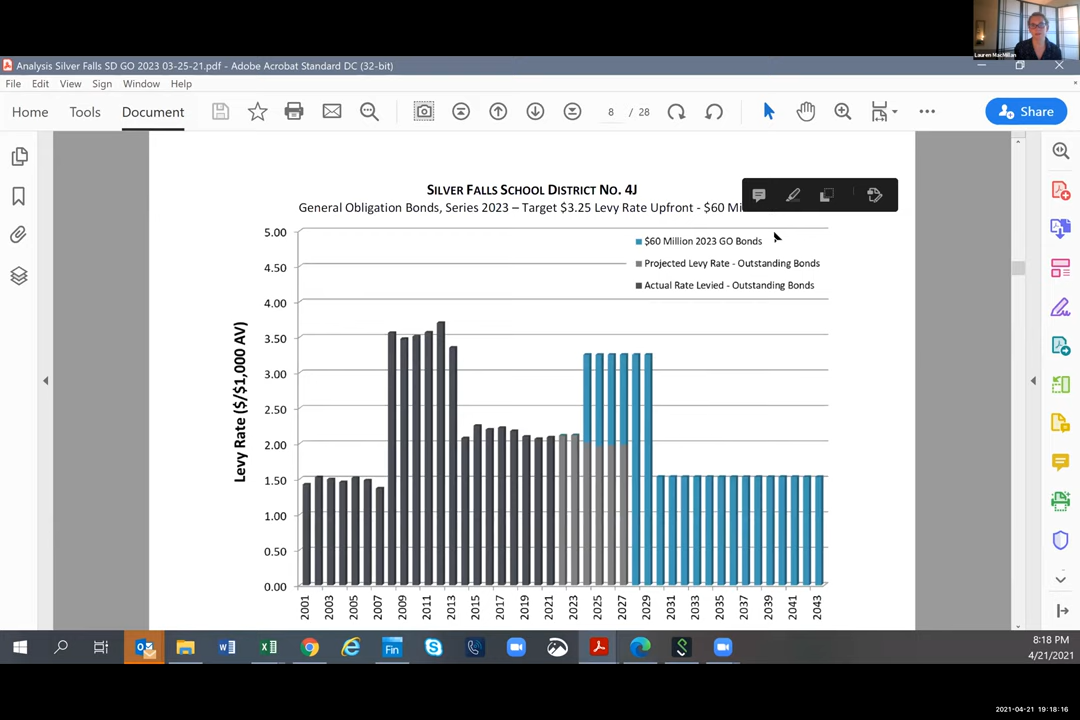 Lauren MacMillan
Analysis Silver Falls SD GO 2023 03-25-21.pdf - Adobe Acrobat Standard DC (32-bit)
File Edit View Sign Window Help
Home Tools Document 8 / 28 Share
SILVER FALLS SCHOOL DISTRICT NO. 4J
General Obligation Bonds, Series 2023 – Target $3.25 Levy Rate Upfront - $60 Mi
$60 Million 2023 GO Bonds
Projected Levy Rate - Outstanding Bonds
Actual Rate Levied - Outstanding Bonds
Levy Rate ($/$1,000 AV)
5.00
4.50
4.00
3.50
3.00
2.50
2.00
1.50
1.00
0.50
0.00
2001 2003 2005 2007 2009 2011 2013 2015 2017 2019 2021 2023 2025 2027 2029 2031 2033 2035 2037 2039 2041 2043
Fin
8:18 PM
4/21/2021
2021-04-21 19:18:16